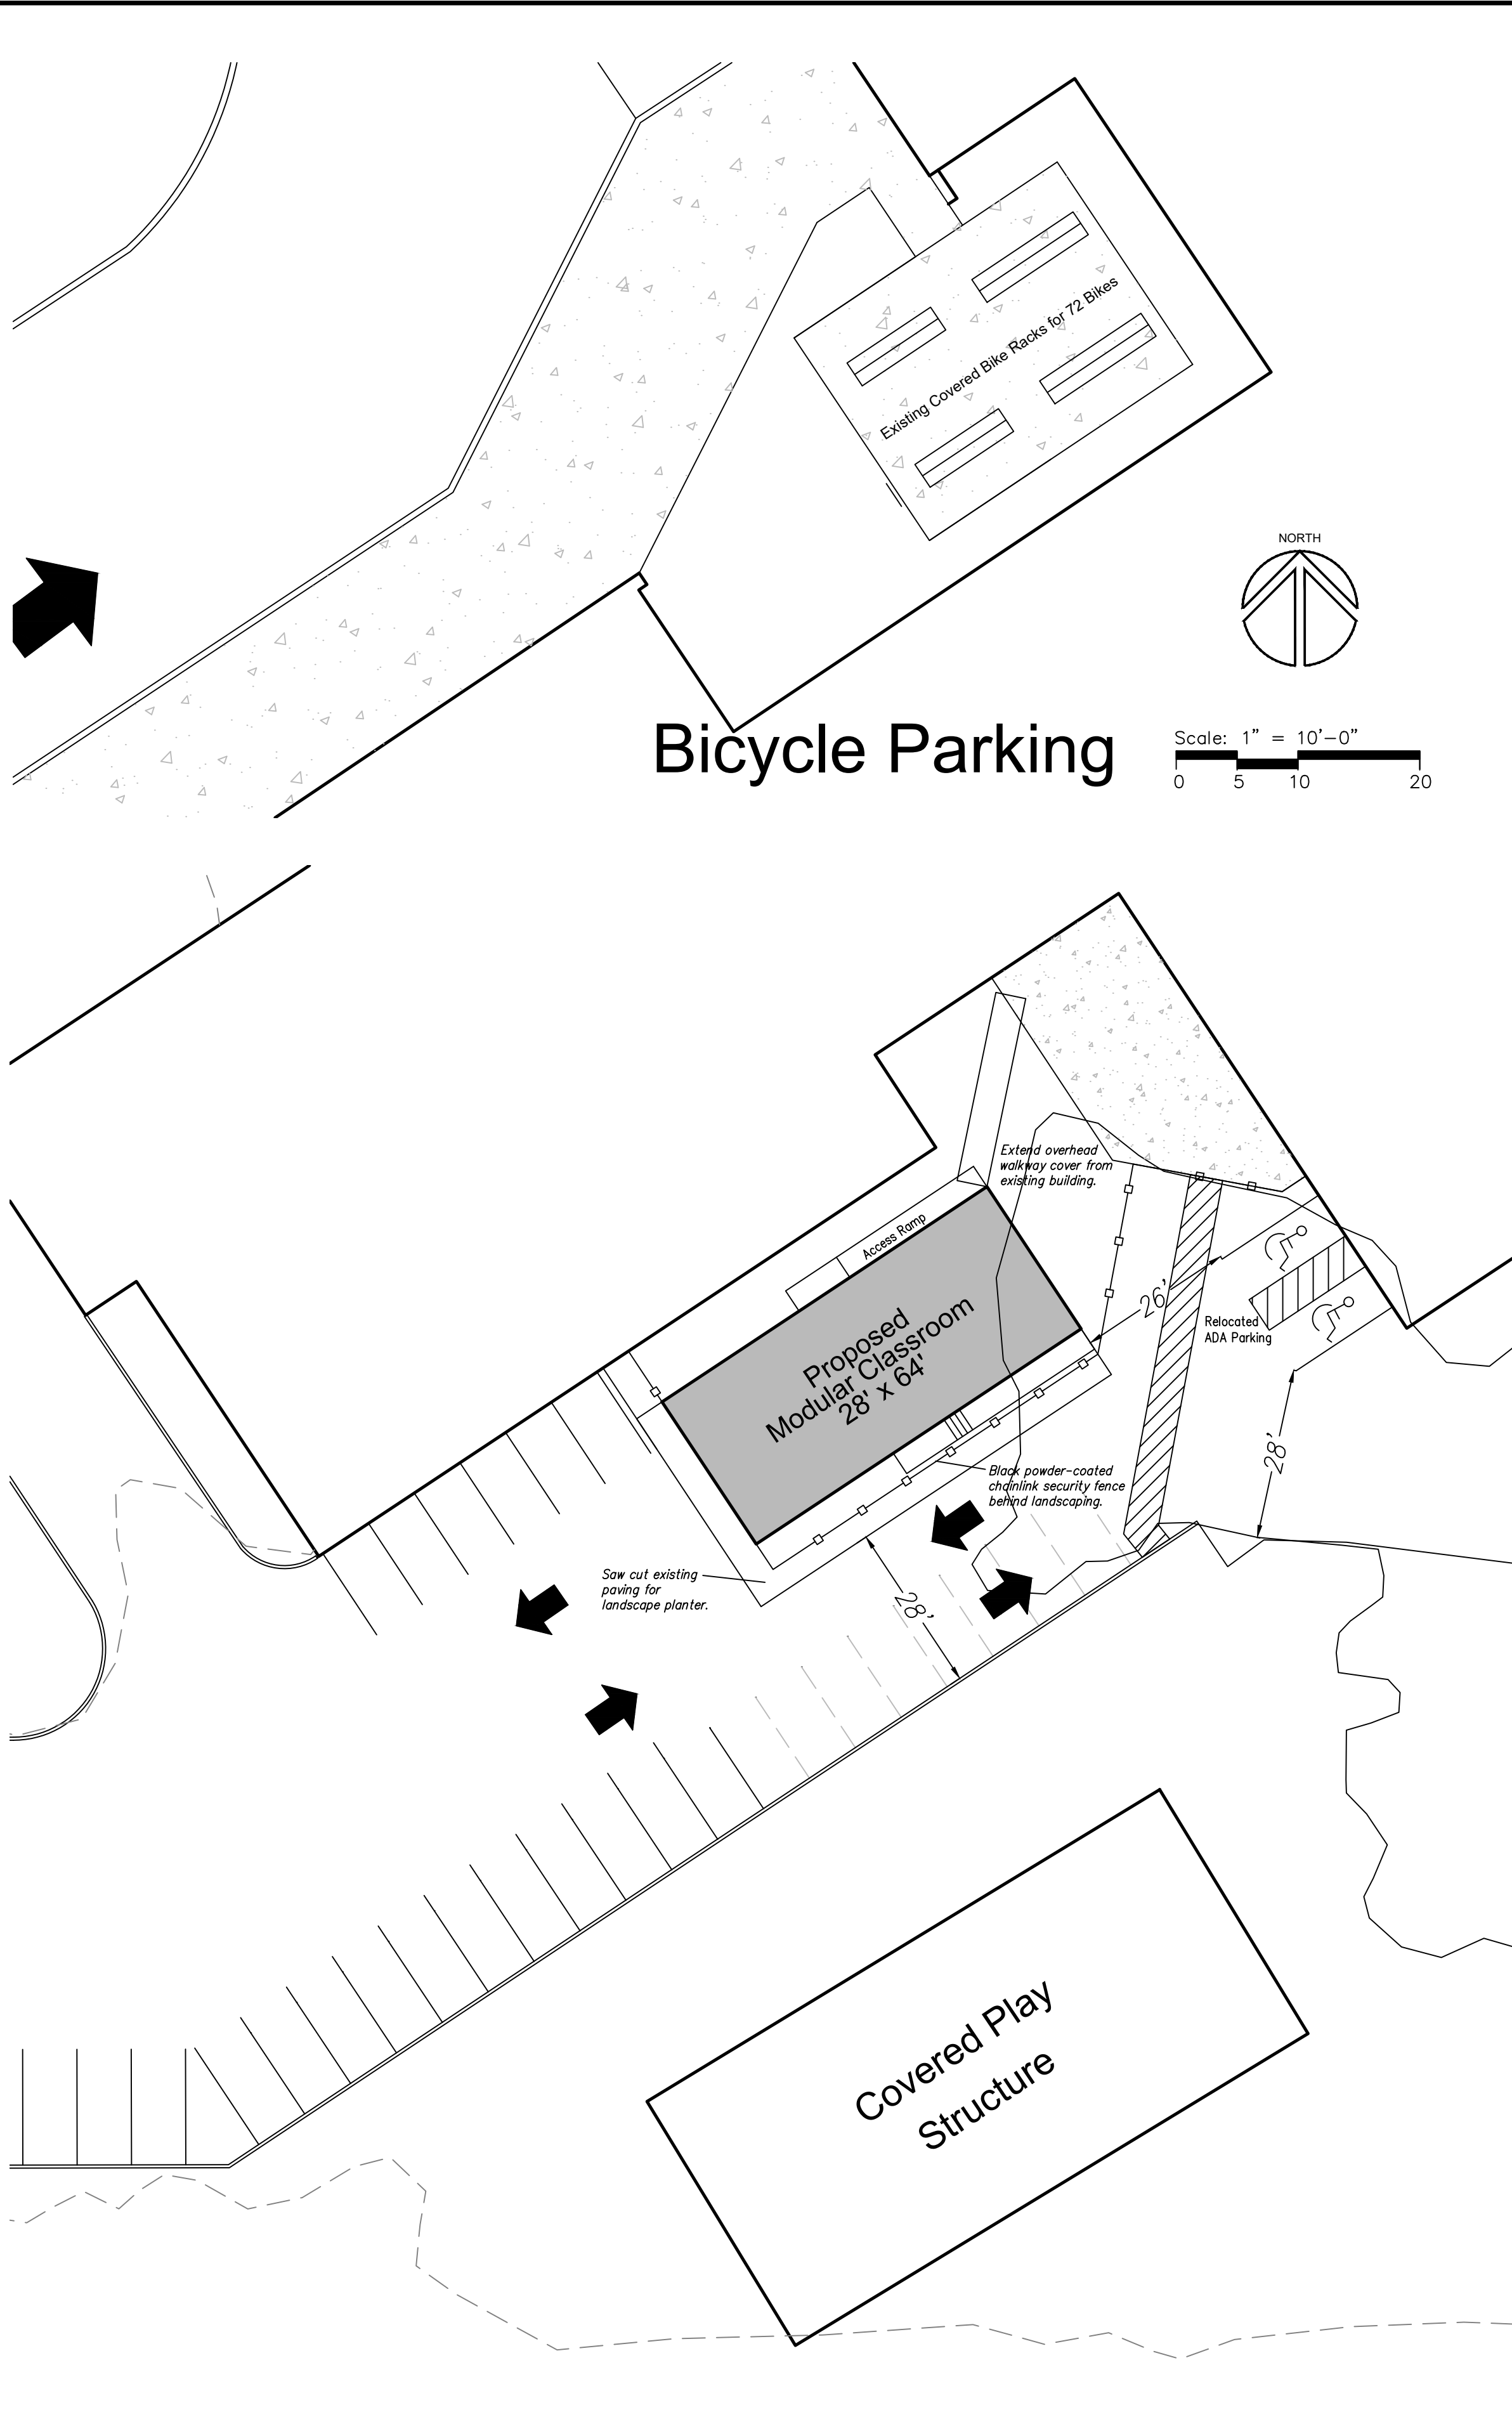 Existing Covered Bike Racks for 72 Bikes
NORTH
Bicycle Parking
Scale: 1” = 10'-0”
0 5 10 20
Extend overhead
walkway cover from
existing building.
Access Ramp
26'
Relocated
ADA Parking
Proposed
Modular Classroom
28' x 64'
28'
Black powder-coated
chainlink security fence
behind landscaping.
Saw cut existing
paving for
landscape planter.
28'
Covered Play
Structure